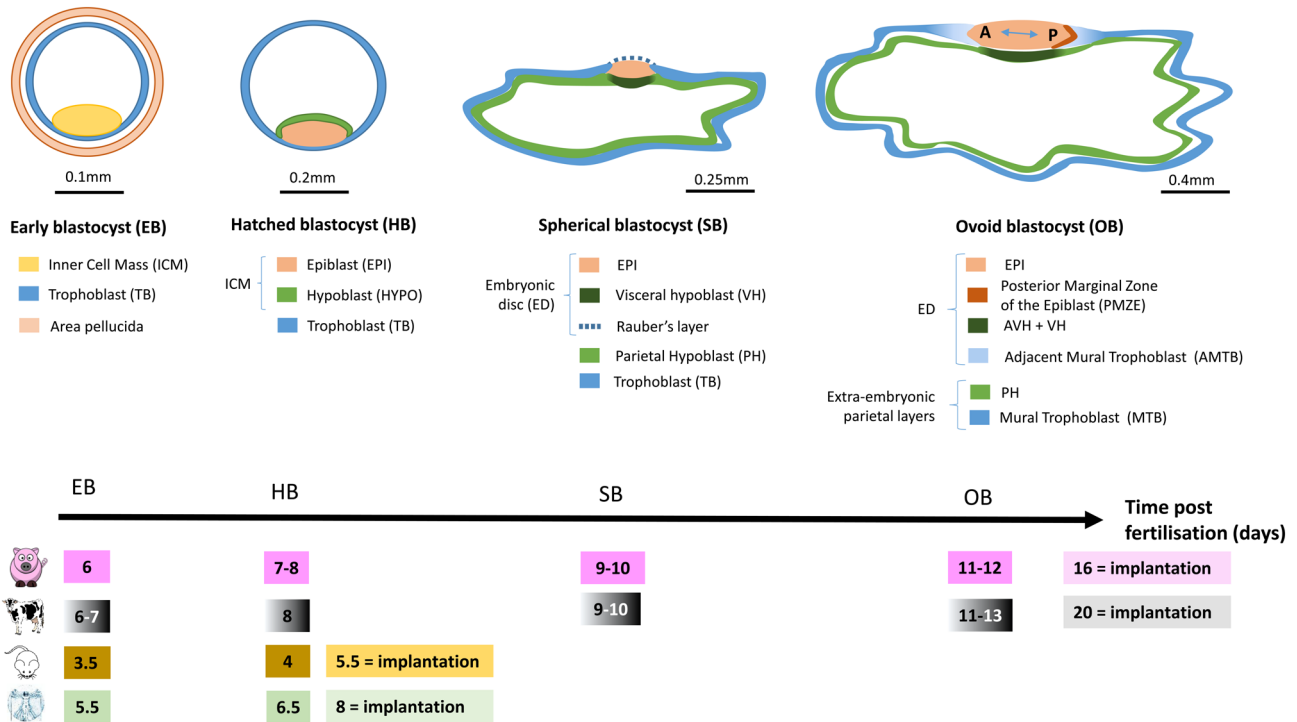 A P
0.1mm
0.2mm
0.25mm
0.4mm
Early blastocyst (EB)
Inner Cell Mass (ICM)
Trophoblast (TB)
Area pellucida
Hatched blastocyst (HB)
ICM
Epiblast (EPI)
Hypoblast (HYPO)
Trophoblast (TB)
Spherical blastocyst (SB)
Embryonic
disc (ED)
EPI
Visceral hypoblast (VH)
Rauber's layer
Parietal Hypoblast (PH)
Trophoblast (TB)
Ovoid blastocyst (OB)
ED
EPI
Posterior Marginal Zone
of the Epiblast (PMZE)
AVH + VH
Adjacent Mural Trophoblast (AMTB)
Extra-embryonic
parietal layers
PH
Mural Trophoblast (MTB)
EB HB SB OB
Time post
fertilisation (days)
6 7-8 9-10 11-12 16 = implantation
6-7 8 9-10 11-13 20 = implantation
3.5 4 5.5 = implantation
5.5 6.5 8 = implantation